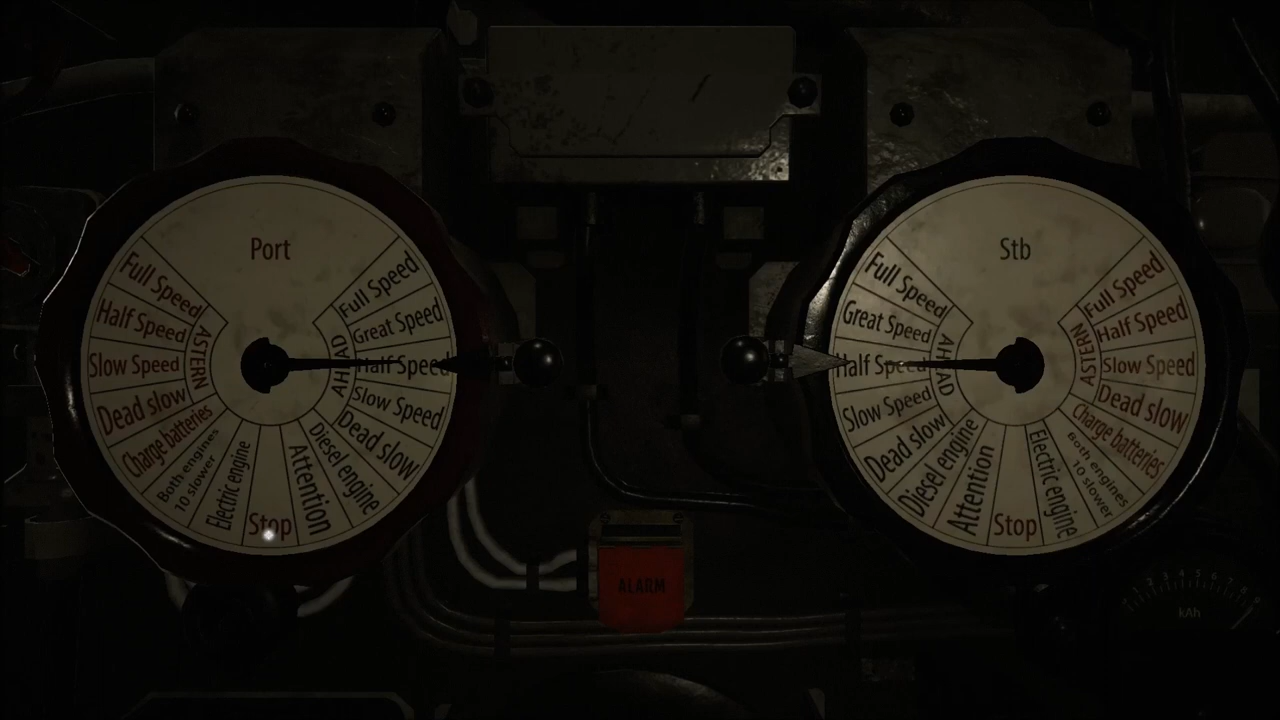 Port
Full Speed
Half Speed
Slow Speed
Dead slow
Charge batteries
Both engines
10 slower
Electric engine
Stop
Attention
Diesel engine
Dead slow
Slow Speed
Half Speed
Great Speed
Full Speed
ASTERN
AHEAD
Stb
Full Speed
Great Speed
Half Speed
Slow Speed
Dead slow
Diesel engine
Attention
Stop
Electric engine
Both engines
10 slower
Charge batteries
Dead slow
Slow Speed
Half Speed
Full Speed
AHEAD
ASTERN
ALARM
kAh